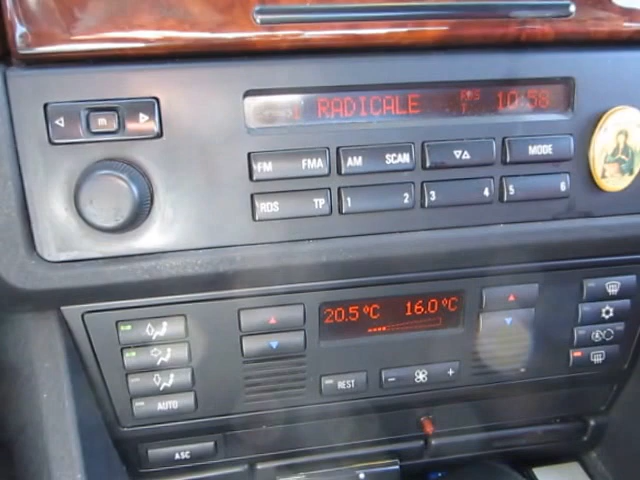 RADICALE RDS 10:58
m
FM FMA AM SCAN MODE
RDS TP 1 2 3 4 5 6
20.5°C 16.0°C
REST - +
AUTO
ASC